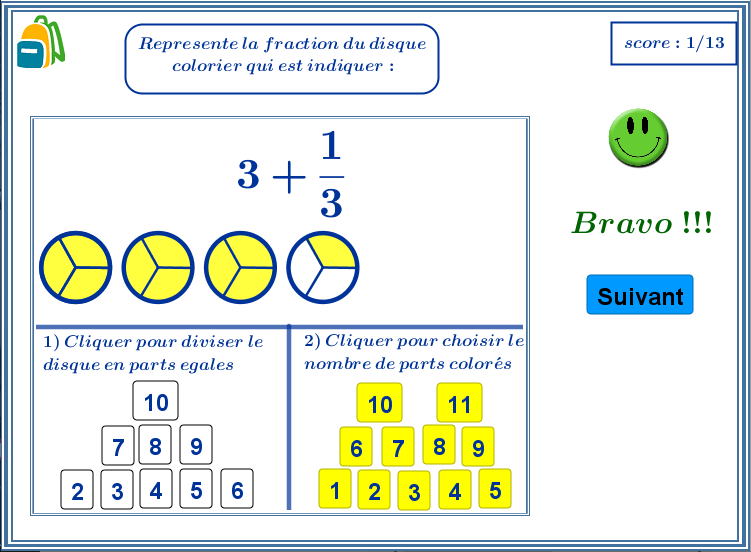 Represente la fraction du disque
colorier qui est indiquer :
score : 1/13
3 + 1/3
Bravo !!!
Suivant
1) Cliquer pour diviser le
disque en parts egales
10
7 8 9
2 3 4 5 6
2) Cliquer pour choisir le
nombre de parts colorés
10 11
6 7 8 9
1 2 3 4 5